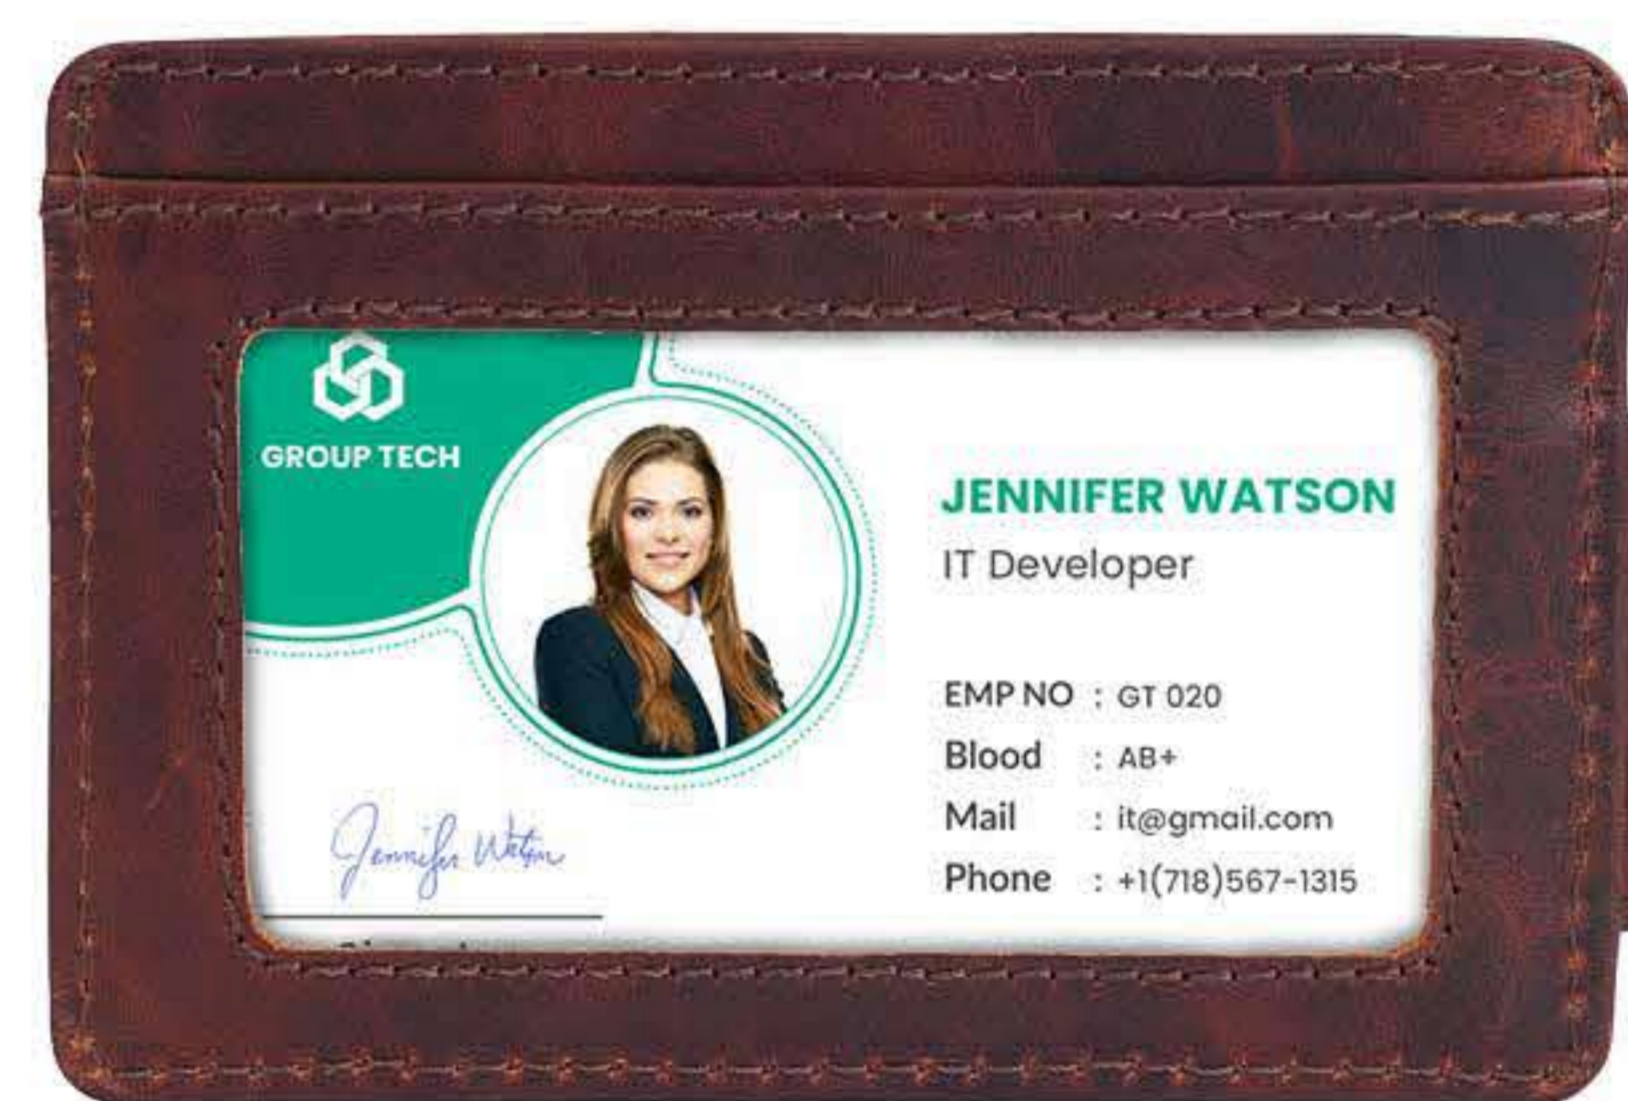 GROUP TECH
JENNIFER WATSON
IT Developer
EMP NO : GT 020
Blood : AB+
Mail : it@gmail.com
Phone : +1(718)567-1315
Jennifer Watson